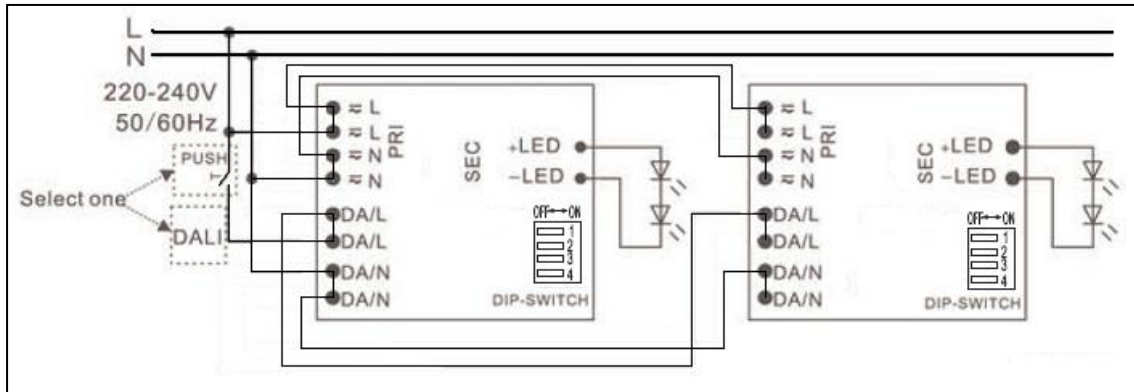 L
N
220-240V
50/60Hz
PUSH
Select one
DALI
≂ L
≂ L
≂ N
≂ N
PRI
DA/L
DA/L
DA/N
DA/N
SEC
+LED
−LED
OFF↔ON
1
2
3
4
DIP-SWITCH
≂ L
≂ L
≂ N
≂ N
PRI
DA/L
DA/L
DA/N
DA/N
SEC
+LED
−LED
OFF↔ON
1
2
3
4
DIP-SWITCH